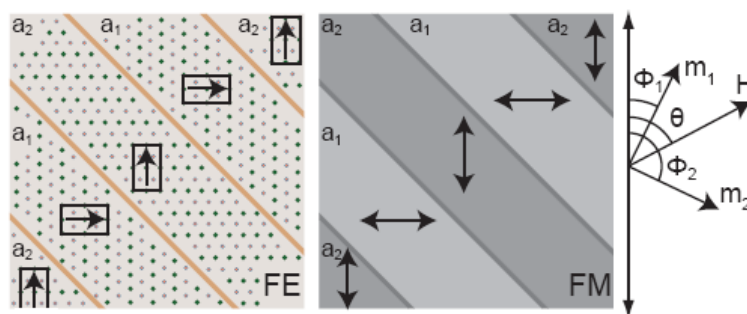 a₂ a₁ a₂
a₁
a₂
FE
a₂ a₁ a₂
a₁
a₂
FM
Φ₁ m₁ H
θ
Φ₂
m₂